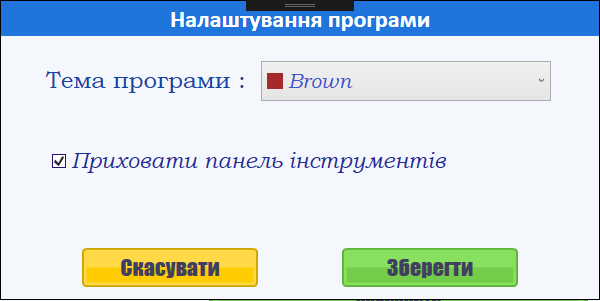 Налаштування програми
Тема програми :
Brown
Приховати панель інструментів
Скасувати
Зберегти